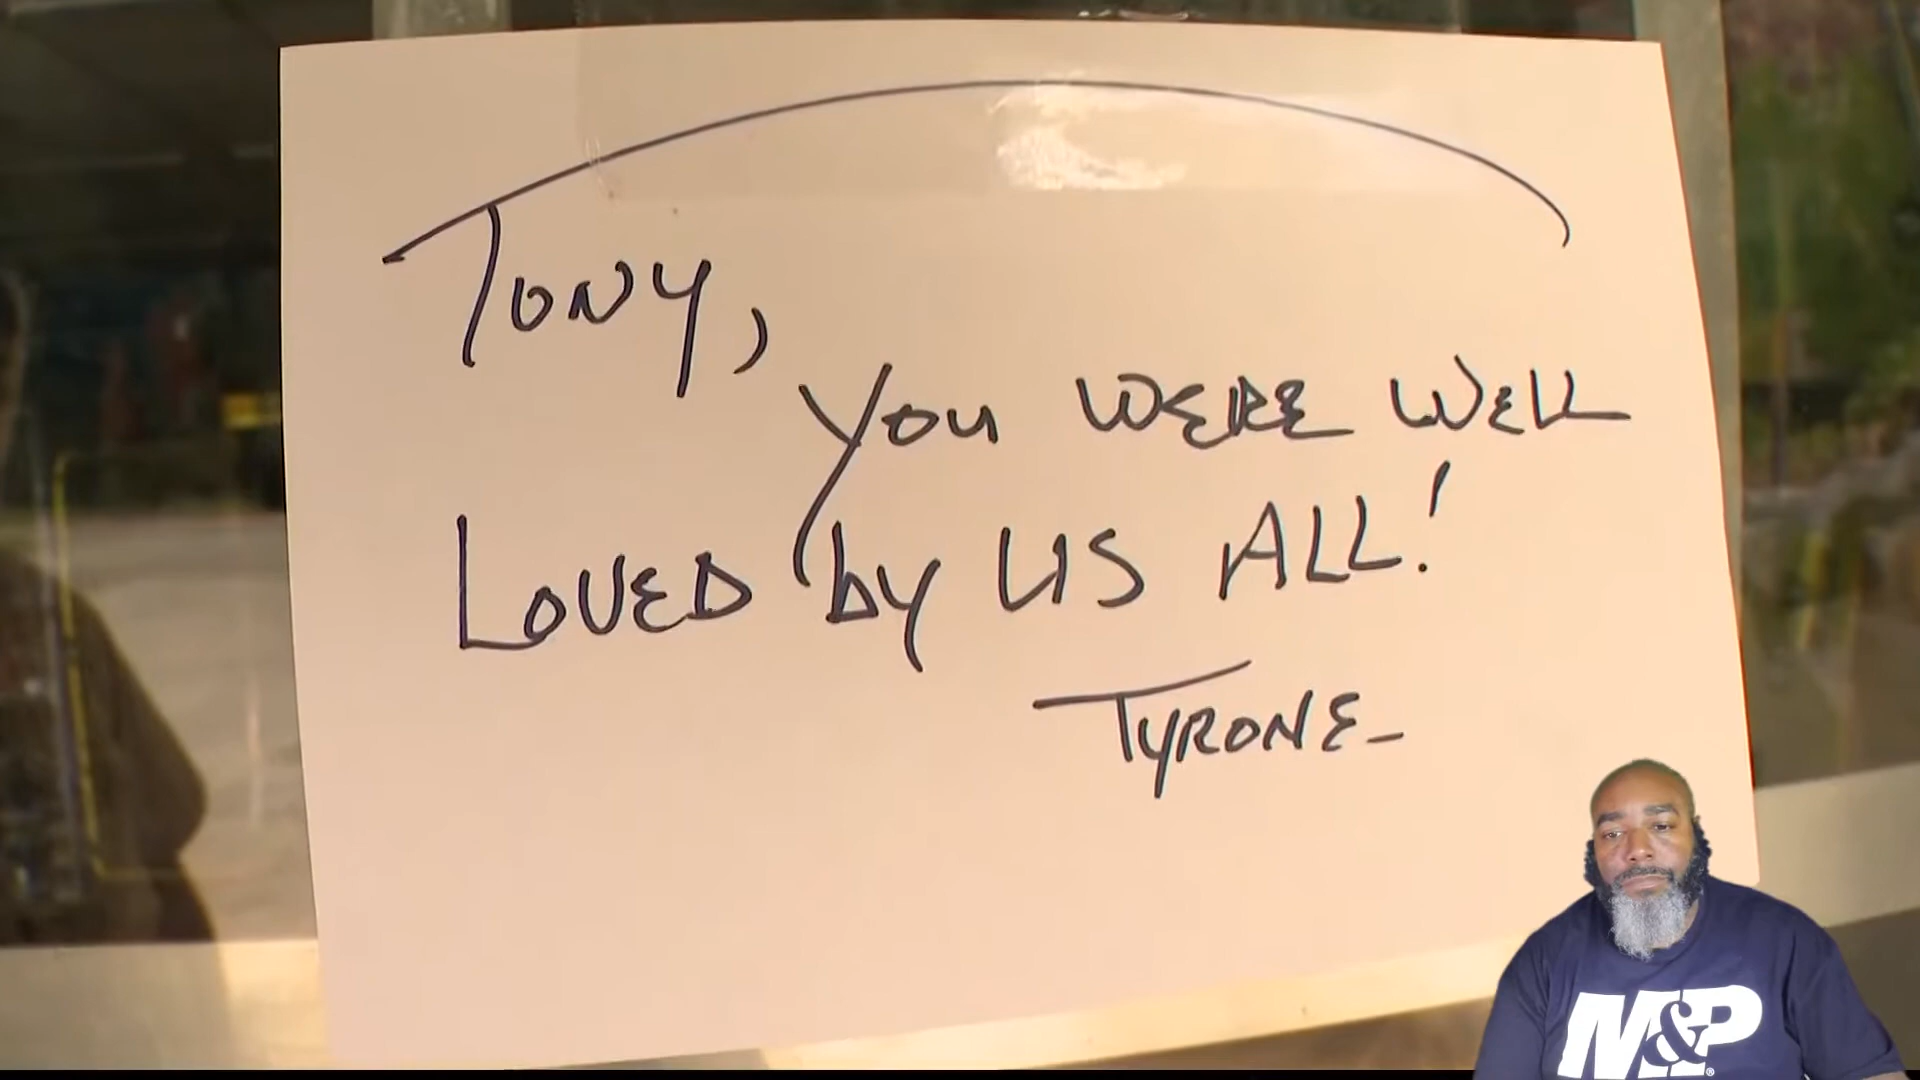 Tony,
You WERE WELL
LOVED by US ALL!
TYRONE-
M&P®